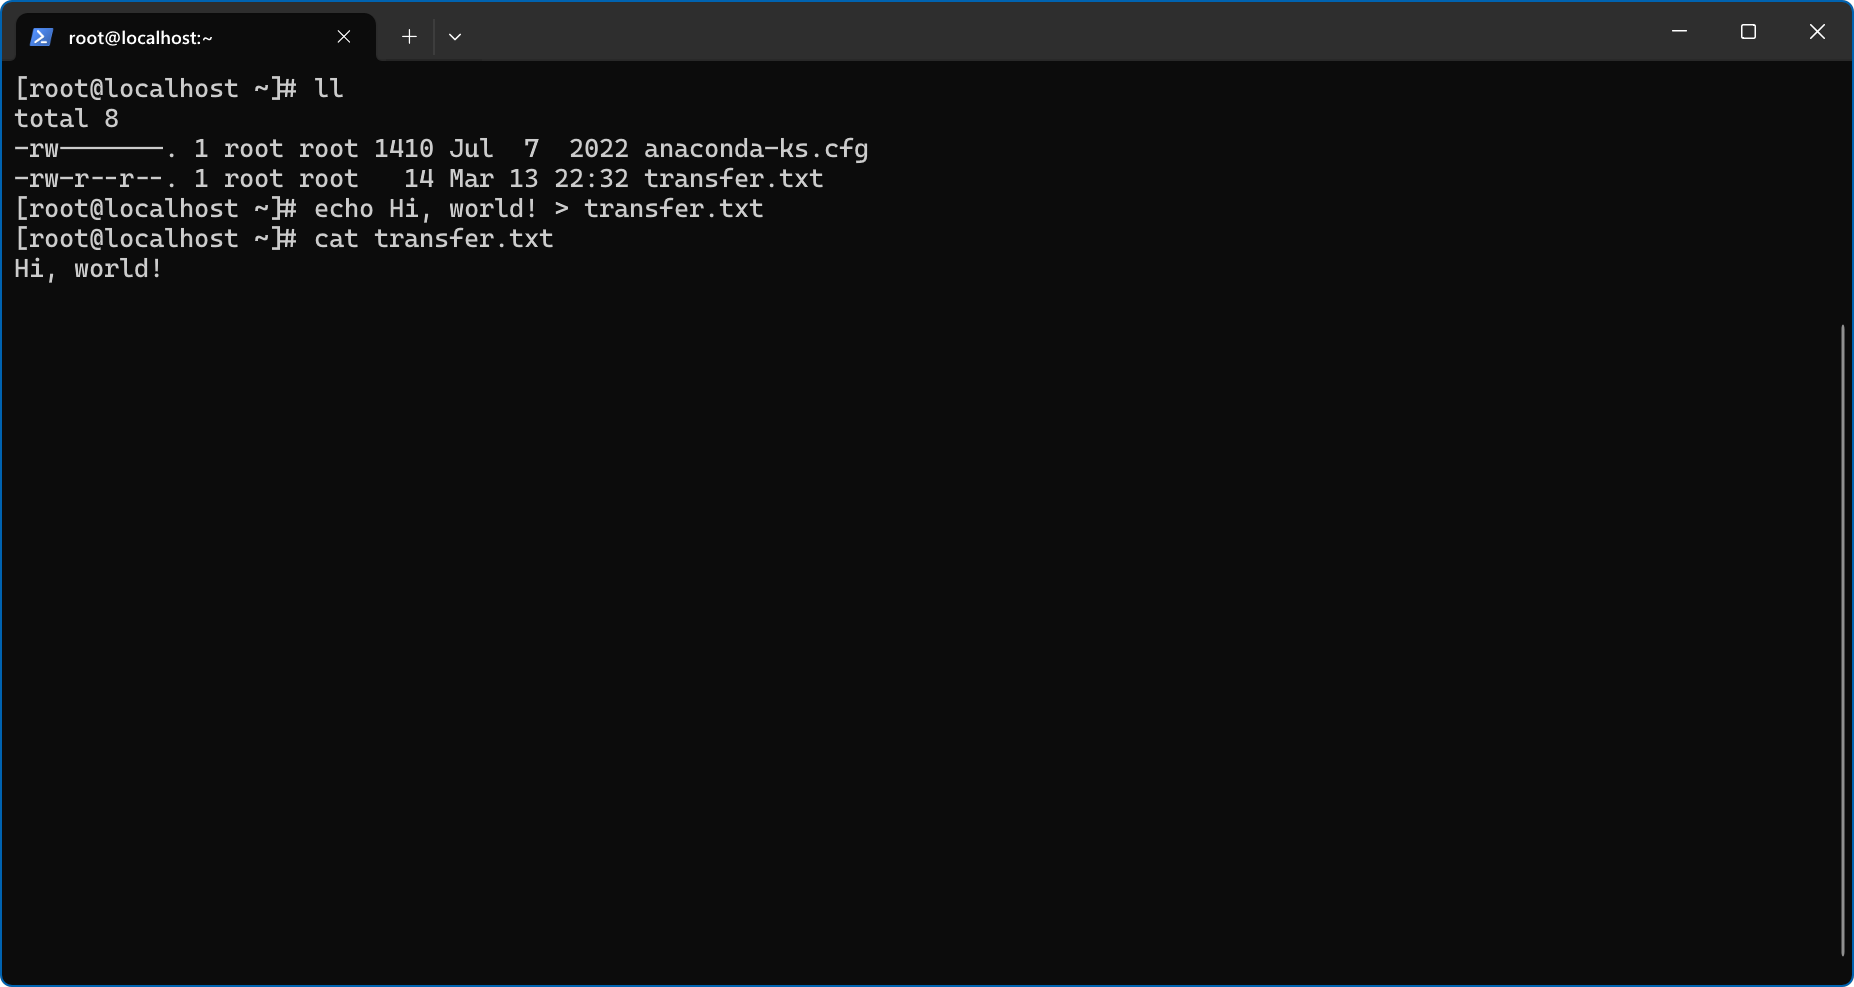 root@localhost:~
[root@localhost ~]# ll
total 8
-rw-------. 1 root root 1410 Jul  7  2022 anaconda-ks.cfg
-rw-r--r--. 1 root root   14 Mar 13 22:32 transfer.txt
[root@localhost ~]# echo Hi, world! > transfer.txt
[root@localhost ~]# cat transfer.txt
Hi, world!